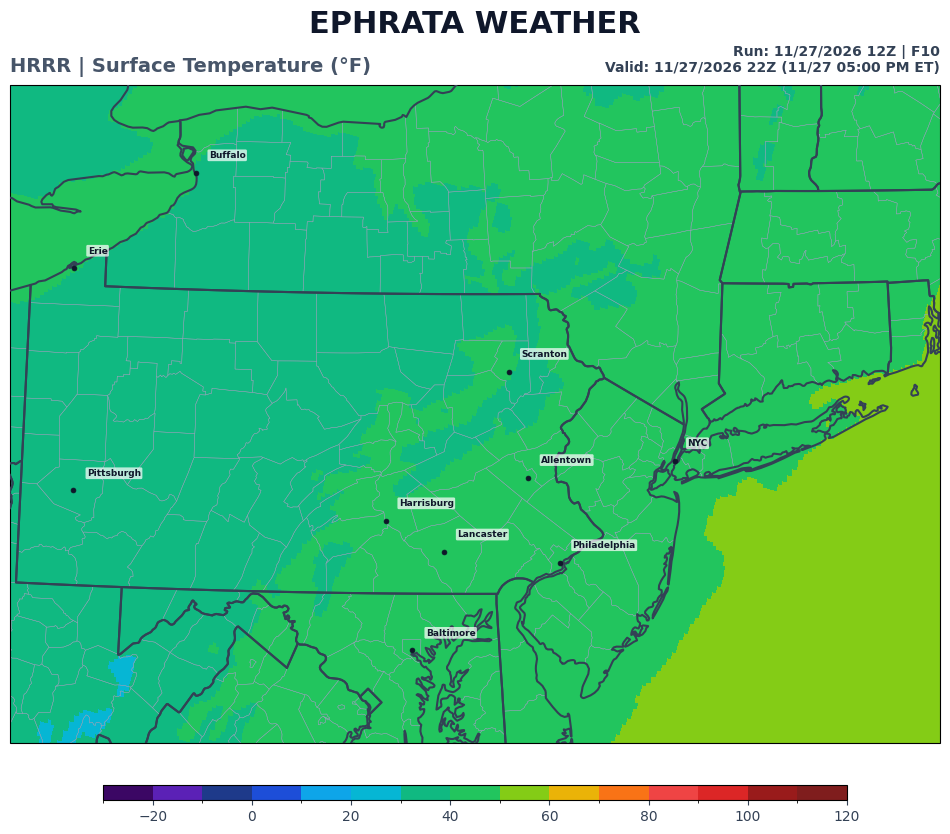 EPHRATA WEATHER
HRRR | Surface Temperature (°F)
Run: 11/27/2026 12Z | F10
Valid: 11/27/2026 22Z (11/27 05:00 PM ET)
Buffalo
Erie
Scranton
NYC
Allentown
Pittsburgh
Harrisburg
Lancaster
Philadelphia
Baltimore
−20 0 20 40 60 80 100 120